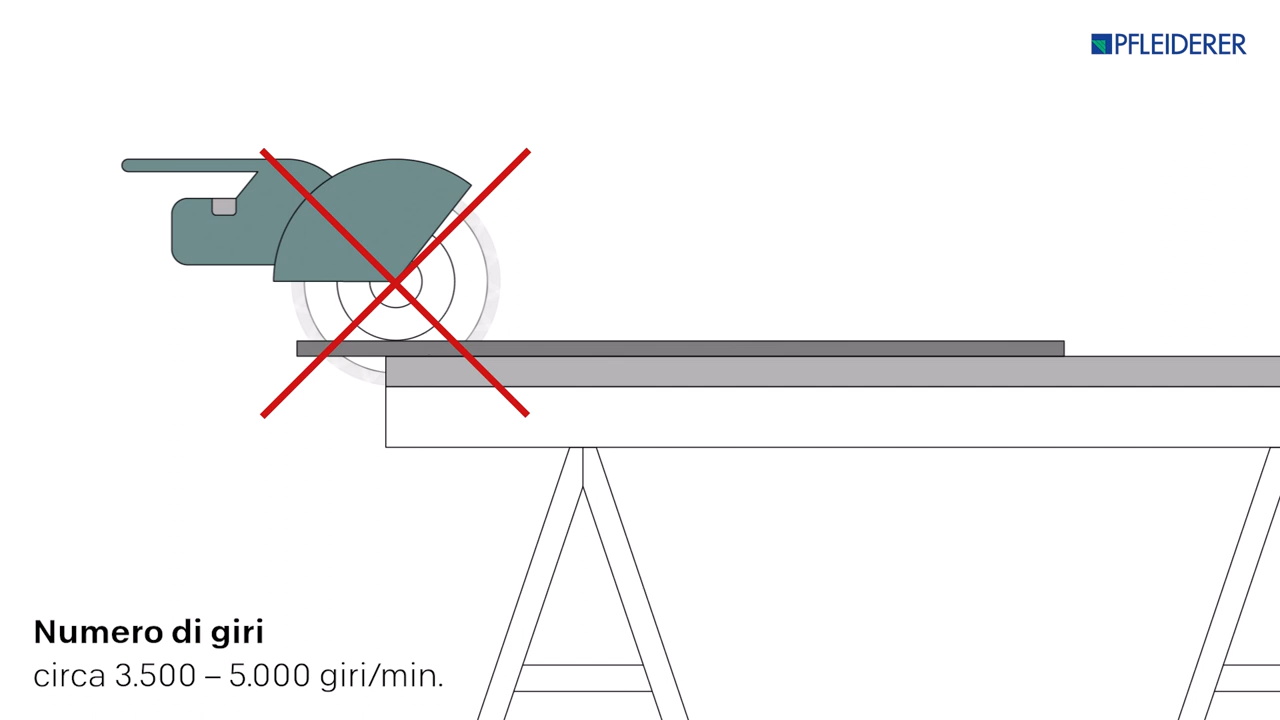 PFLEIDERER
Numero di giri
circa 3.500 – 5.000 giri/min.